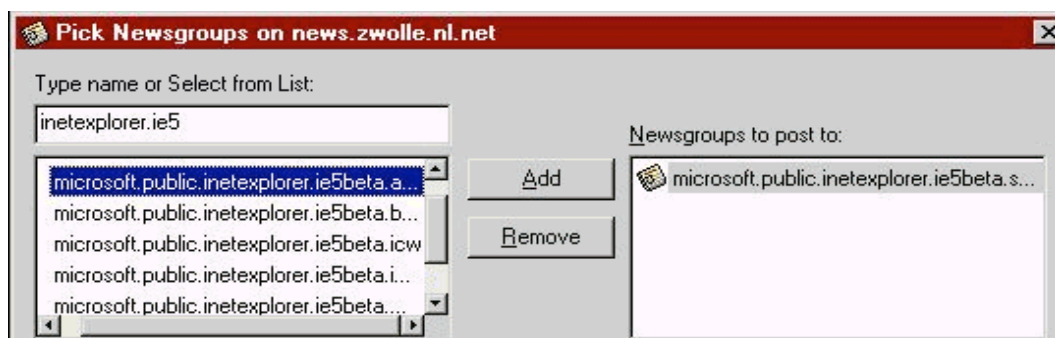 Pick Newsgroups on news.zwolle.nl.net
Type name or Select from List:
inetexplorer.ie5
microsoft.public.inetexplorer.ie5beta.a...
microsoft.public.inetexplorer.ie5beta.b...
microsoft.public.inetexplorer.ie5beta.icw
microsoft.public.inetexplorer.ie5beta.i...
microsoft.public.inetexplorer.ie5beta....
Add
Remove
Newsgroups to post to:
microsoft.public.inetexplorer.ie5beta.s...